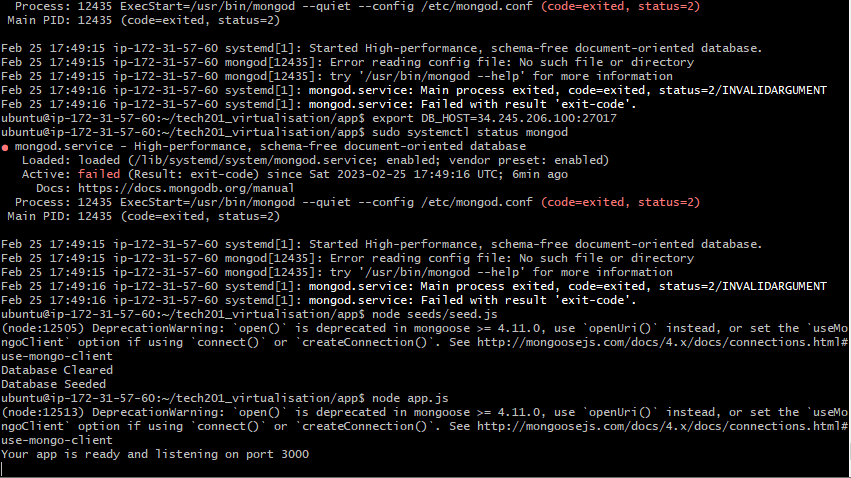 Process: 12435 ExecStart=/usr/bin/mongod --quiet --config /etc/mongod.conf (code=exited, status=2)
Main PID: 12435 (code=exited, status=2)
Feb 25 17:49:15 ip-172-31-57-60 systemd[1]: Started High-performance, schema-free document-oriented database.
Feb 25 17:49:15 ip-172-31-57-60 mongod[12435]: Error reading config file: No such file or directory
Feb 25 17:49:15 ip-172-31-57-60 mongod[12435]: try '/usr/bin/mongod --help' for more information
Feb 25 17:49:16 ip-172-31-57-60 systemd[1]: mongod.service: Main process exited, code=exited, status=2/INVALIDARGUMENT
Feb 25 17:49:16 ip-172-31-57-60 systemd[1]: mongod.service: Failed with result 'exit-code'.
ubuntu@ip-172-31-57-60:~/tech201_virtualisation/app$ export DB_HOST=34.245.206.100:27017
ubuntu@ip-172-31-57-60:~/tech201_virtualisation/app$ sudo systemctl status mongod
● mongod.service - High-performance, schema-free document-oriented database
Loaded: loaded (/lib/systemd/system/mongod.service; enabled; vendor preset: enabled)
Active: failed (Result: exit-code) since Sat 2023-02-25 17:49:16 UTC; 6min ago
Docs: https://docs.mongodb.org/manual
Process: 12435 ExecStart=/usr/bin/mongod --quiet --config /etc/mongod.conf (code=exited, status=2)
Main PID: 12435 (code=exited, status=2)
Feb 25 17:49:15 ip-172-31-57-60 systemd[1]: Started High-performance, schema-free document-oriented database.
Feb 25 17:49:15 ip-172-31-57-60 mongod[12435]: Error reading config file: No such file or directory
Feb 25 17:49:15 ip-172-31-57-60 mongod[12435]: try '/usr/bin/mongod --help' for more information
Feb 25 17:49:16 ip-172-31-57-60 systemd[1]: mongod.service: Main process exited, code=exited, status=2/INVALIDARGUMENT
Feb 25 17:49:16 ip-172-31-57-60 systemd[1]: mongod.service: Failed with result 'exit-code'.
ubuntu@ip-172-31-57-60:~/tech201_virtualisation/app$ node seeds/seed.js
(node:12505) DeprecationWarning: `open()` is deprecated in mongoose >= 4.11.0, use `openUri()` instead, or set the `useMo
ngoClient` option if using `connect()` or `createConnection()`. See http://mongoosejs.com/docs/4.x/docs/connections.html#
use-mongo-client
Database Cleared
Database Seeded
ubuntu@ip-172-31-57-60:~/tech201_virtualisation/app$ node app.js
(node:12513) DeprecationWarning: `open()` is deprecated in mongoose >= 4.11.0, use `openUri()` instead, or set the `useMo
ngoClient` option if using `connect()` or `createConnection()`. See http://mongoosejs.com/docs/4.x/docs/connections.html#
use-mongo-client
Your app is ready and listening on port 3000